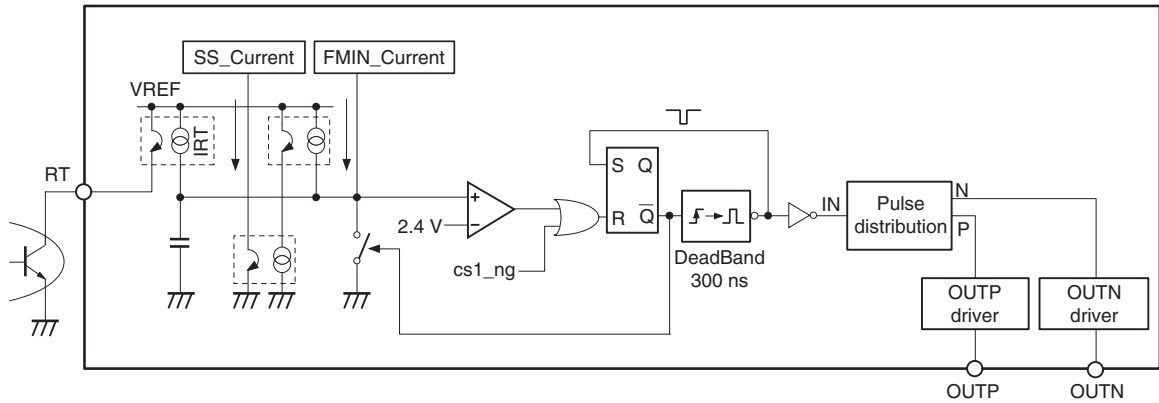 SS_Current
FMIN_Current
VREF
IRT
RT
2.4 V
cs1_ng
S Q
R Q̅
DeadBand
300 ns
IN
Pulse
distribution
N
P
OUTP
driver
OUTN
driver
OUTP
OUTN